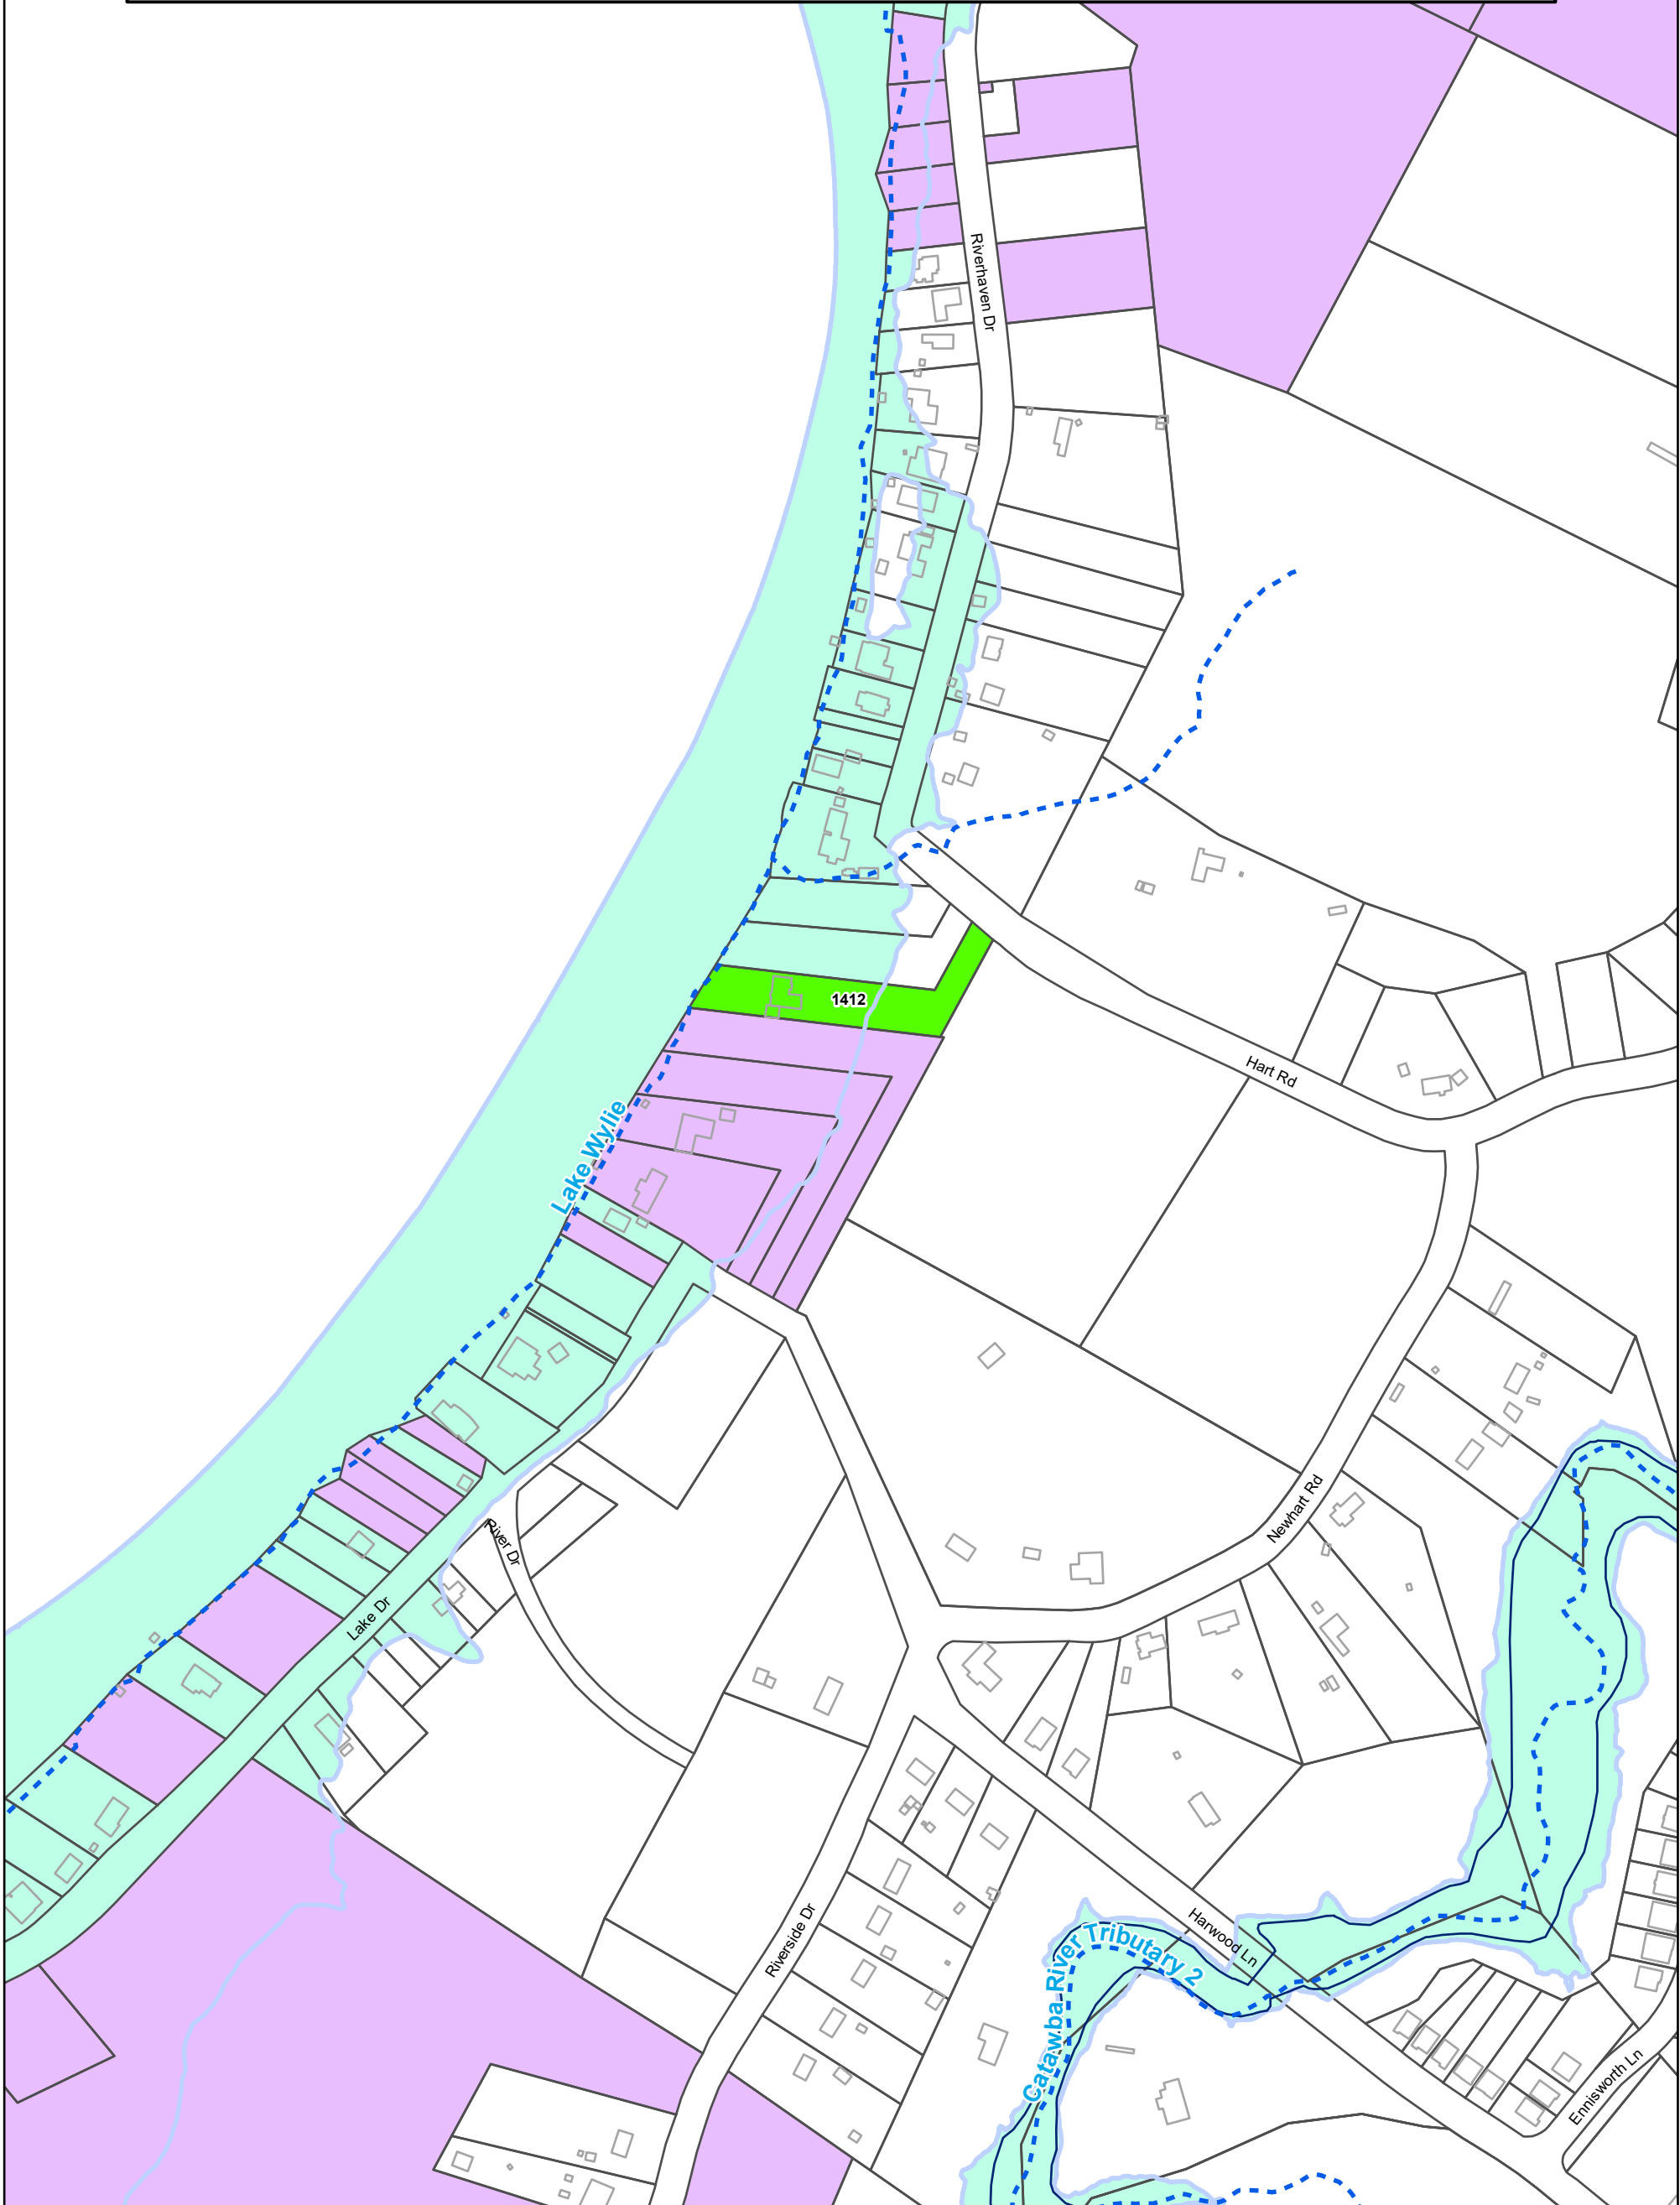 Riverhaven Dr
1412
Hart Rd
Lake Wylie
Newhart Rd
River Dr
Lake Dr
Riverside Dr
Harwood Ln
Catawba River Tributary 2
Ennisworth Ln